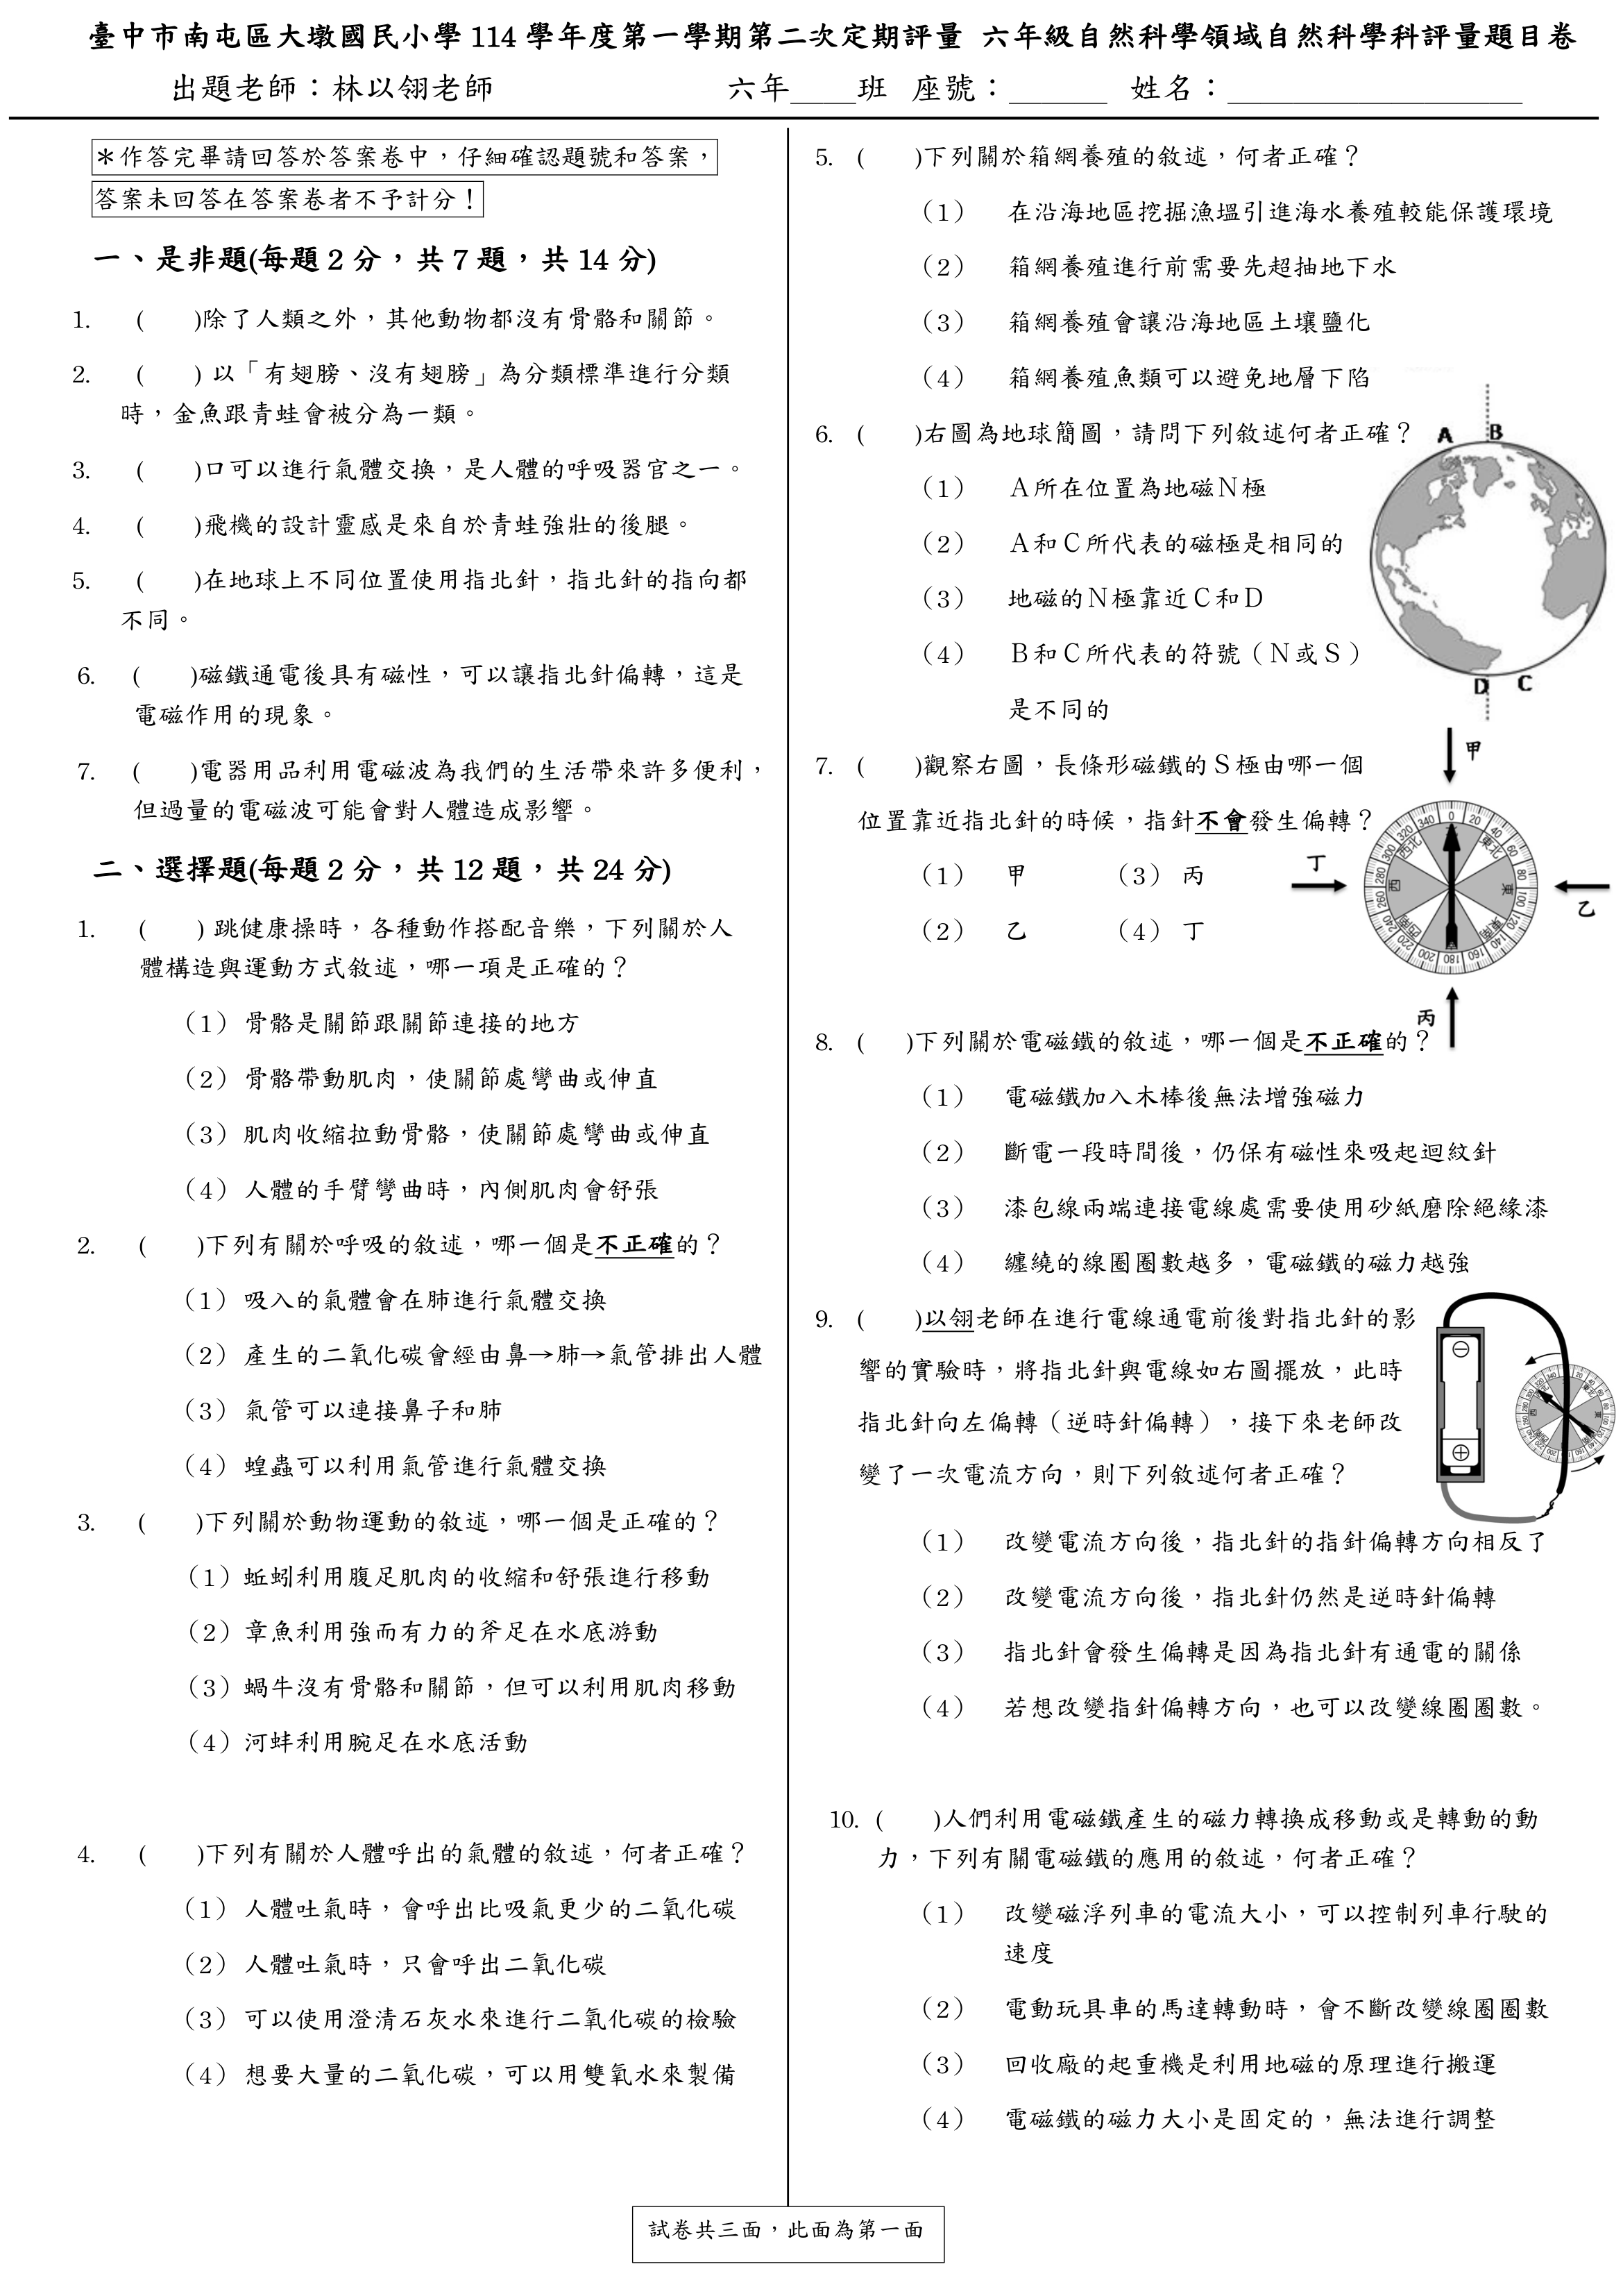 臺中市南屯區大墩國民小學 114 學年度第一學期第二次定期評量 六年級自然科學領域自然科學科評量題目卷
出題老師：林以翎老師 六年____班 座號：______ 姓名：__________________
＊作答完畢請回答於答案卷中，仔細確認題號和答案，
答案未回答在答案卷者不予計分！
一、是非題(每題 2 分，共 7 題，共 14 分)
1. ( )除了人類之外，其他動物都沒有骨骼和關節。
2. ( ) 以「有翅膀、沒有翅膀」為分類標準進行分類
時，金魚跟青蛙會被分為一類。
3. ( )口可以進行氣體交換，是人體的呼吸器官之一。
4. ( )飛機的設計靈感是來自於青蛙強壯的後腿。
5. ( )在地球上不同位置使用指北針，指北針的指向都
不同。
6. ( )磁鐵通電後具有磁性，可以讓指北針偏轉，這是
電磁作用的現象。
7. ( )電器用品利用電磁波為我們的生活帶來許多便利，
但過量的電磁波可能會對人體造成影響。
二、選擇題(每題 2 分，共 12 題，共 24 分)
1. ( ) 跳健康操時，各種動作搭配音樂，下列關於人
體構造與運動方式敘述，哪一項是正確的？
（1）骨骼是關節跟關節連接的地方
（2）骨骼帶動肌肉，使關節處彎曲或伸直
（3）肌肉收縮拉動骨骼，使關節處彎曲或伸直
（4）人體的手臂彎曲時，內側肌肉會舒張
2. ( )下列有關於呼吸的敘述，哪一個是不正確的？
（1）吸入的氣體會在肺進行氣體交換
（2）產生的二氧化碳會經由鼻→肺→氣管排出人體
（3）氣管可以連接鼻子和肺
（4）蝗蟲可以利用氣管進行氣體交換
3. ( )下列關於動物運動的敘述，哪一個是正確的？
（1）蚯蚓利用腹足肌肉的收縮和舒張進行移動
（2）章魚利用強而有力的斧足在水底游動
（3）蝸牛沒有骨骼和關節，但可以利用肌肉移動
（4）河蚌利用腕足在水底活動
4. ( )下列有關於人體呼出的氣體的敘述，何者正確？
（1）人體吐氣時，會呼出比吸氣更少的二氧化碳
（2）人體吐氣時，只會呼出二氧化碳
（3）可以使用澄清石灰水來進行二氧化碳的檢驗
（4）想要大量的二氧化碳，可以用雙氧水來製備
5. ( )下列關於箱網養殖的敘述，何者正確？
（1） 在沿海地區挖掘漁塭引進海水養殖較能保護環境
（2） 箱網養殖進行前需要先超抽地下水
（3） 箱網養殖會讓沿海地區土壤鹽化
（4） 箱網養殖魚類可以避免地層下陷
6. ( )右圖為地球簡圖，請問下列敘述何者正確？
A B
（1） Ａ所在位置為地磁Ｎ極
（2） Ａ和Ｃ所代表的磁極是相同的
（3） 地磁的Ｎ極靠近Ｃ和Ｄ
（4） Ｂ和Ｃ所代表的符號（Ｎ或Ｓ）
是不同的
D C
7. ( )觀察右圖，長條形磁鐵的Ｓ極由哪一個
位置靠近指北針的時候，指針不會發生偏轉？
（1） 甲 （3）丙
（2） 乙 （4）丁
甲
0 20 40 60 80 100 120 140 160 180 200 220 240 260 280 300 320 340
東北 東 東南 西南 西 西北
丁
乙
丙
8. ( )下列關於電磁鐵的敘述，哪一個是不正確的？
（1） 電磁鐵加入木棒後無法增強磁力
（2） 斷電一段時間後，仍保有磁性來吸起迴紋針
（3） 漆包線兩端連接電線處需要使用砂紙磨除絕緣漆
（4） 纏繞的線圈圈數越多，電磁鐵的磁力越強
9. ( )以翎老師在進行電線通電前後對指北針的影
響的實驗時，將指北針與電線如右圖擺放，此時
指北針向左偏轉（逆時針偏轉），接下來老師改
變了一次電流方向，則下列敘述何者正確？
⊖
⊕
（1） 改變電流方向後，指北針的指針偏轉方向相反了
（2） 改變電流方向後，指北針仍然是逆時針偏轉
（3） 指北針會發生偏轉是因為指北針有通電的關係
（4） 若想改變指針偏轉方向，也可以改變線圈圈數。
10. ( )人們利用電磁鐵產生的磁力轉換成移動或是轉動的動
力，下列有關電磁鐵的應用的敘述，何者正確？
（1） 改變磁浮列車的電流大小，可以控制列車行駛的
速度
（2） 電動玩具車的馬達轉動時，會不斷改變線圈圈數
（3） 回收廠的起重機是利用地磁的原理進行搬運
（4） 電磁鐵的磁力大小是固定的，無法進行調整
試卷共三面，此面為第一面